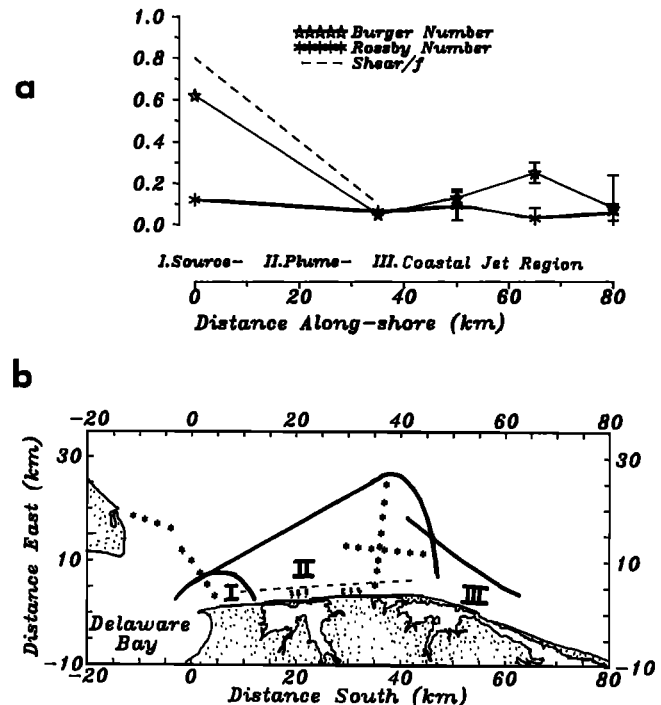 a
1.0
0.8
0.6
0.4
0.2
0.0
Burger Number
Rossby Number
Shear/f
I.Source- II.Plume- III.Coastal Jet Region
0 20 40 60 80
Distance Along-shore (km)
b
-20 0 20 40 60 80
30
10
-10
Distance East (km)
30
10
-10
Distance East (km)
I
II
III
Delaware
Bay
-20 0 20 40 60 80
Distance South (km)